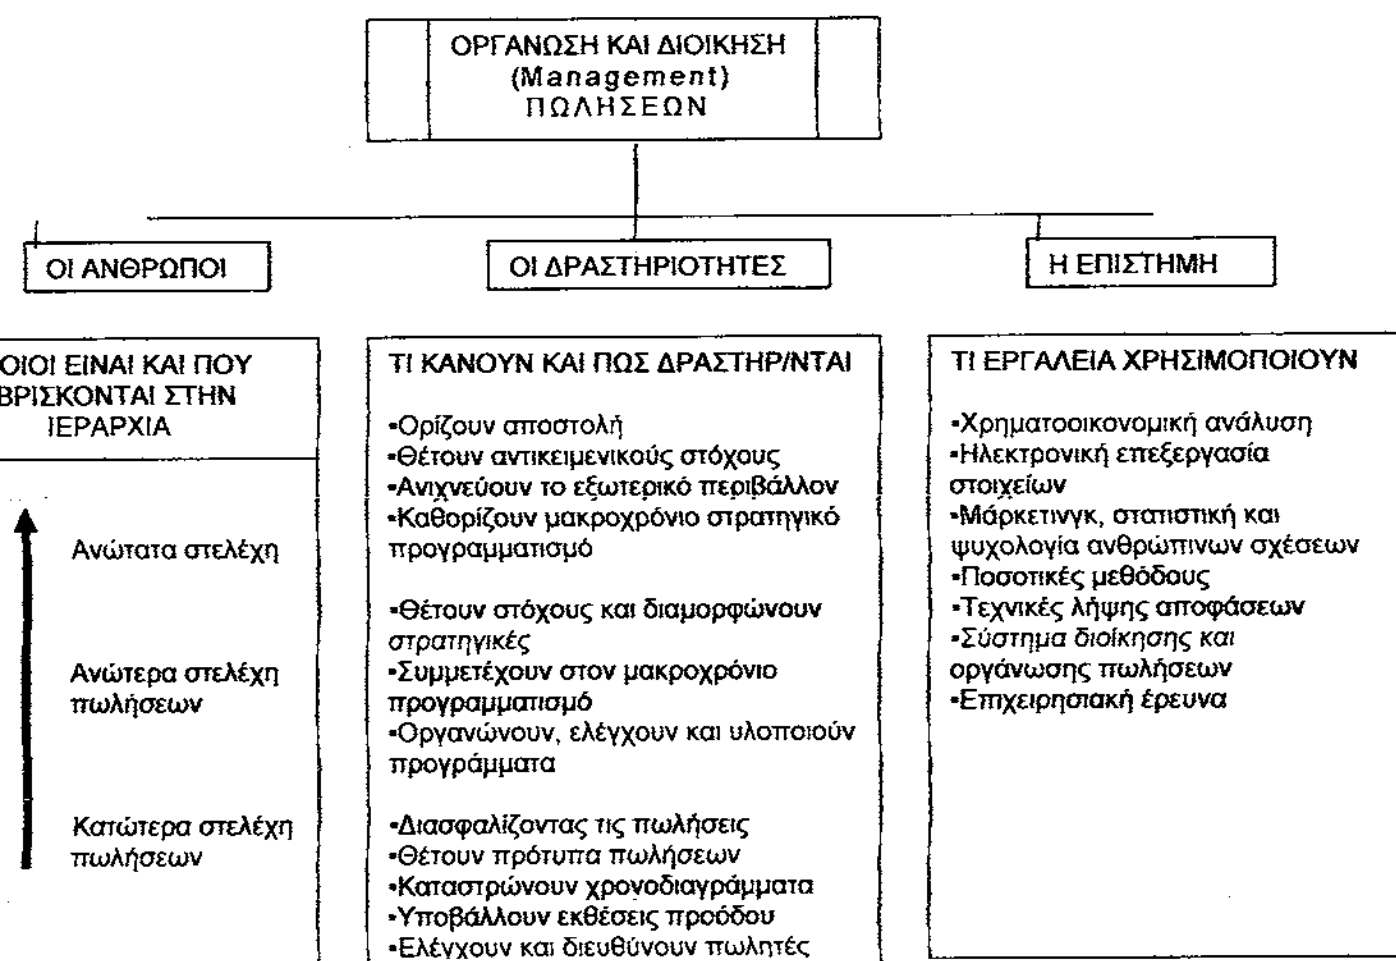 ΟΡΓΑΝΩΣΗ ΚΑΙ ΔΙΟΙΚΗΣΗ
(Management)
ΠΩΛΗΣΕΩΝ
ΟΙ ΑΝΘΡΩΠΟΙ
ΟΙ ΔΡΑΣΤΗΡΙΟΤΗΤΕΣ
Η ΕΠΙΣΤΗΜΗ
ΟΙΟΙ ΕΙΝΑΙ ΚΑΙ ΠΟΥ
ΒΡΙΣΚΟΝΤΑΙ ΣΤΗΝ
ΙΕΡΑΡΧΙΑ
Ανώτατα στελέχη
Ανώτερα στελέχη
πωλήσεων
Κατώτερα στελέχη
πωλήσεων
ΤΙ ΚΑΝΟΥΝ ΚΑΙ ΠΩΣ ΔΡΑΣΤΗΡ/ΝΤΑΙ
▪Ορίζουν αποστολή
▪Θέτουν αντικειμενικούς στόχους
▪Ανιχνεύουν το εξωτερικό περιβάλλον
▪Καθορίζουν μακροχρόνιο στρατηγικό
προγραμματισμό
▪Θέτουν στόχους και διαμορφώνουν
στρατηγικές
▪Συμμετέχουν στον μακροχρόνιο
προγραμματισμό
▪Οργανώνουν, ελέγχουν και υλοποιούν
προγράμματα
▪Διασφαλίζοντας τις πωλήσεις
▪Θέτουν πρότυπα πωλήσεων
▪Καταστρώνουν χρονοδιαγράμματα
▪Υποβάλλουν εκθέσεις προόδου
▪Ελέγχουν και διευθύνουν πωλητές
ΤΙ ΕΡΓΑΛΕΙΑ ΧΡΗΣΙΜΟΠΟΙΟΥΝ
▪Χρηματοοικονομική ανάλυση
▪Ηλεκτρονική επεξεργασία
στοιχείων
▪Μάρκετινγκ, στατιστική και
ψυχολογία ανθρώπινων σχέσεων
▪Ποσοτικές μεθόδους
▪Τεχνικές λήψης αποφάσεων
▪Σύστημα διοίκησης και
οργάνωσης πωλήσεων
▪Επιχειρησιακή έρευνα